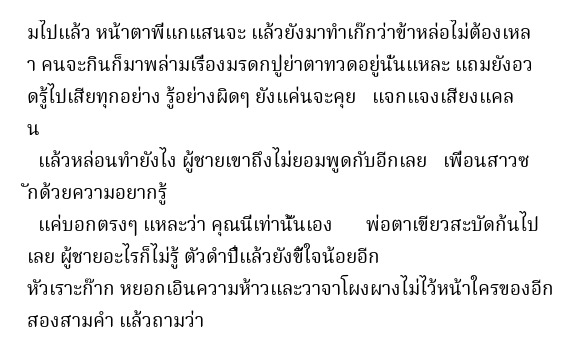 มไปแล้ว หน้าตาพี่แกแสนจะ แล้วยังมาทำเก๊กว่าข้าหล่อไม่ต้องเหล
า คนจะกินก็มาพล่ามเรื่องมรดกปู่ย่าตาทวดอยู่นั่นแหละ แถมยังอว
ดรู้ไปเสียทุกอย่าง รู้อย่างผิดๆ ยังแค่นจะคุย แจกแจงเสียงแคล
น
แล้วหล่อนทำยังไง ผู้ชายเขาถึงไม่ยอมพูดกับอีกเลย เพื่อนสาวซ
ักด้วยความอยากรู้
แค่บอกตรงๆ แหละว่า คุณนี่เท่านั้นเอง พ่อตาเขียวสะบัดก้นไป
เลย ผู้ชายอะไรก็ไม่รู้ ตัวดำปี๋แล้วยังขี้ใจน้อยอีก
หัวเราะก๊าก หยอกเอินความห้าวและวาจาโผงผางไม่ไว้หน้าใครของอีก
สองสามคำ แล้วถามว่า